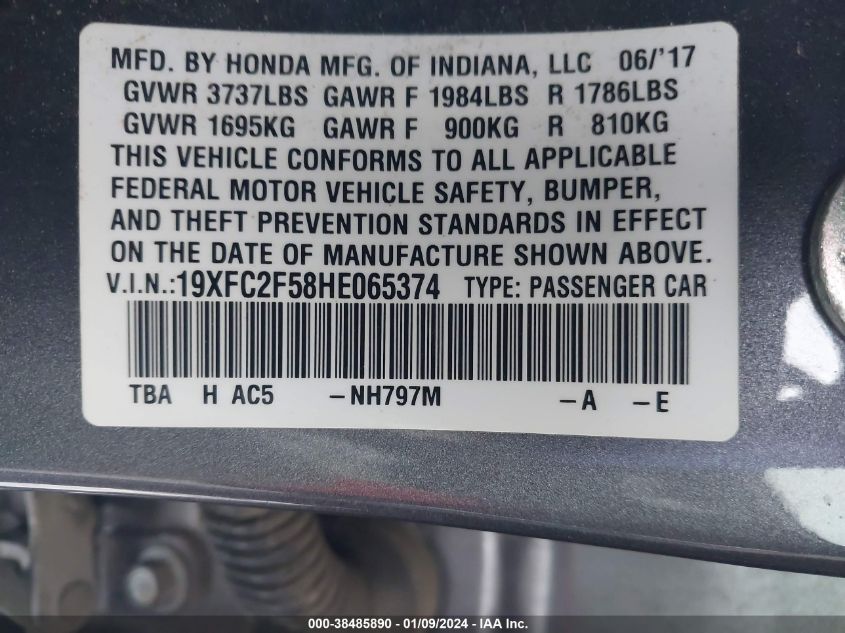 MFD. BY HONDA MFG. OF INDIANA, LLC 06/'17
GVWR 3737LBS GAWR F 1984LBS R 1786LBS
GVWR 1695KG GAWR F 900KG R 810KG
THIS VEHICLE CONFORMS TO ALL APPLICABLE
FEDERAL MOTOR VEHICLE SAFETY, BUMPER,
AND THEFT PREVENTION STANDARDS IN EFFECT
ON THE DATE OF MANUFACTURE SHOWN ABOVE.
V.I.N.:19XFC2F58HE065374 TYPE: PASSENGER CAR
TBA H AC5 –NH797M –A –E
000-38485890 - 01/09/2024 - IAA Inc.